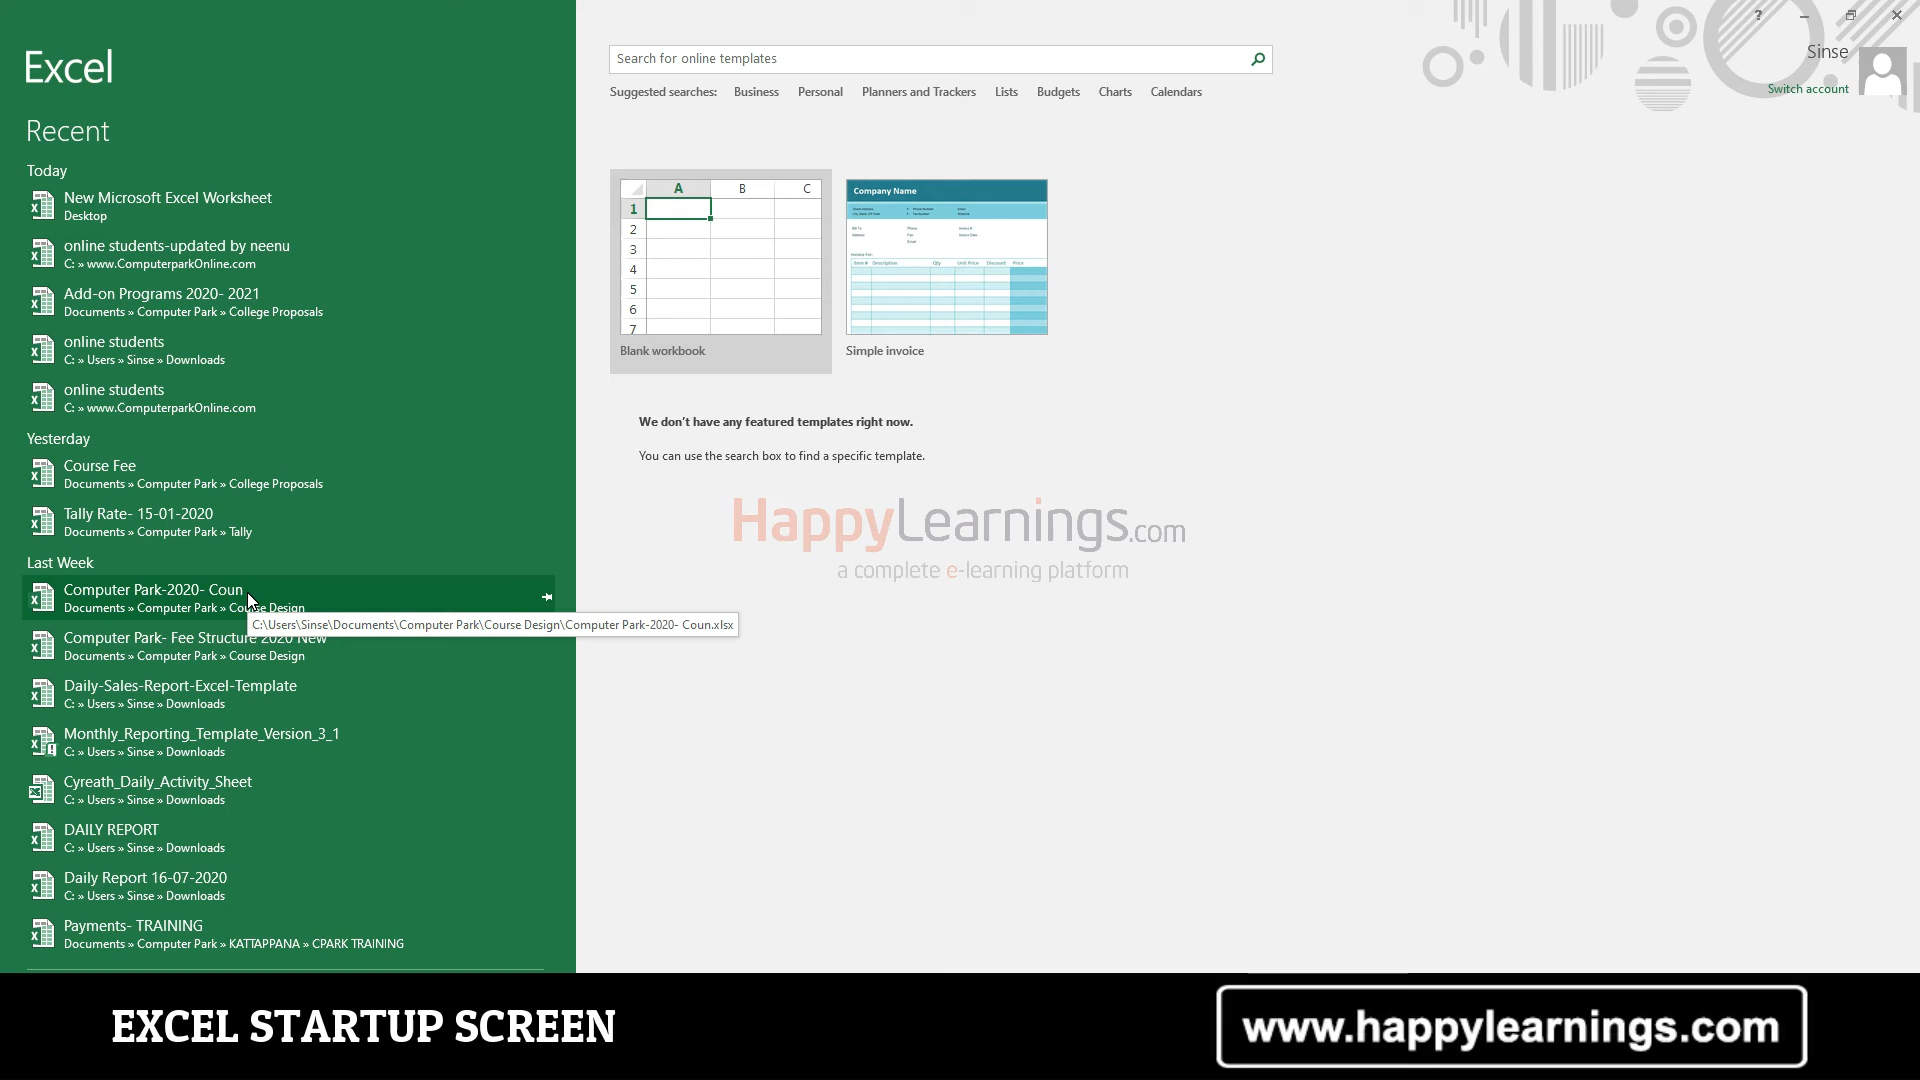 Excel
Recent
Today
New Microsoft Excel Worksheet
Desktop
online students-updated by neenu
C: » www.ComputerparkOnline.com
Add-on Programs 2020- 2021
Documents » Computer Park » College Proposals
online students
C: » Users » Sinse » Downloads
online students
C: » www.ComputerparkOnline.com
Yesterday
Course Fee
Documents » Computer Park » College Proposals
Tally Rate- 15-01-2020
Documents » Computer Park » Tally
Last Week
Computer Park-2020- Coun
Documents » Computer Park » Course Design
C:\Users\Sinse\Documents\Computer Park\Course Design\Computer Park-2020- Coun.xlsx
Computer Park- Fee Structure 2020 New
Documents » Computer Park » Course Design
Daily-Sales-Report-Excel-Template
C: » Users » Sinse » Downloads
Monthly_Reporting_Template_Version_3_1
C: » Users » Sinse » Downloads
Cyreath_Daily_Activity_Sheet
C: » Users » Sinse » Downloads
DAILY REPORT
C: » Users » Sinse » Downloads
Daily Report 16-07-2020
C: » Users » Sinse » Downloads
Payments- TRAINING
Documents » Computer Park » KATTAPPANA » CPARK TRAINING
?
Sinse
Switch account
Search for online templates
Suggested searches: Business Personal Planners and Trackers Lists Budgets Charts Calendars
A B C
1
2
3
4
5
6
7
Blank workbook
Company Name
Item # Description Qty Unit Price Discount Price
Simple invoice
We don't have any featured templates right now.
You can use the search box to find a specific template.
HappyLearnings.com
a complete e-learning platform
EXCEL STARTUP SCREEN
www.happylearnings.com